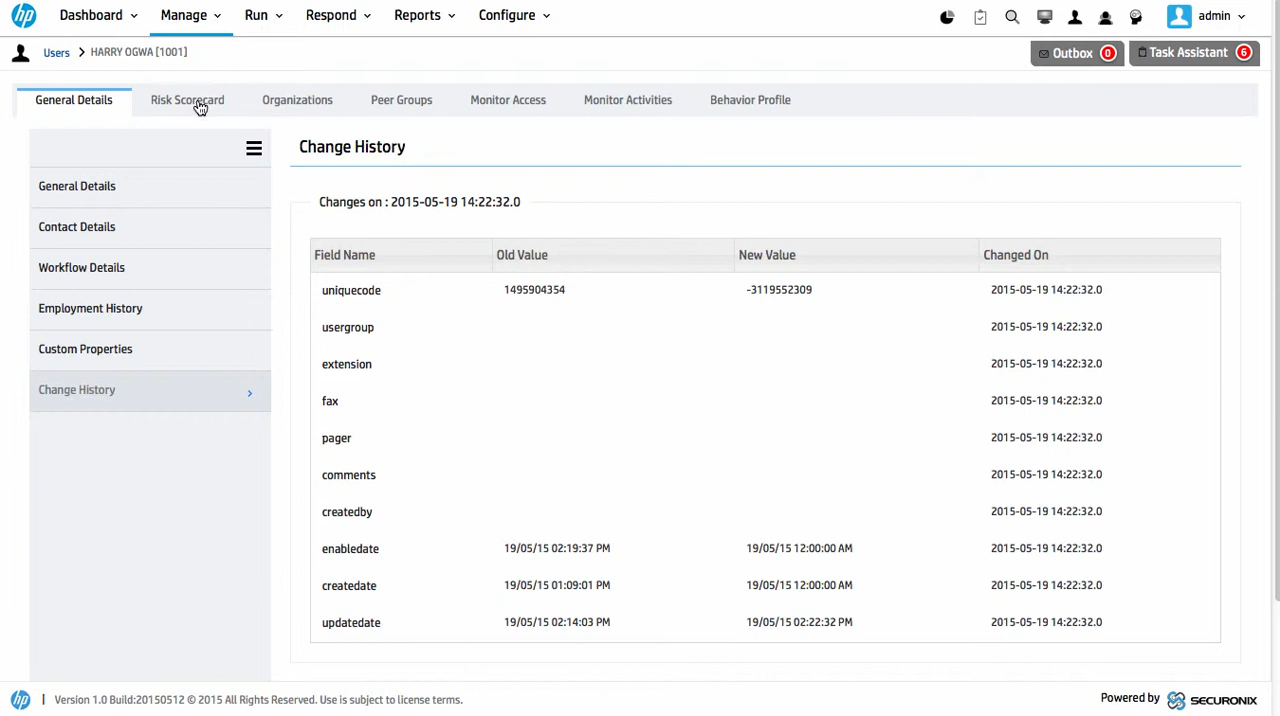 hp Dashboard Manage Run Respond Reports Configure admin
Users > HARRY OGWA [1001] Outbox 0 Task Assistant 6
General Details Risk Scorecard Organizations Peer Groups Monitor Access Monitor Activities Behavior Profile
Change History
General Details
Contact Details
Workflow Details
Employment History
Custom Properties
Change History
Changes on : 2015-05-19 14:22:32.0
Field Name Old Value New Value Changed On
uniquecode 1495904354 -3119552309 2015-05-19 14:22:32.0
usergroup 2015-05-19 14:22:32.0
extension 2015-05-19 14:22:32.0
fax 2015-05-19 14:22:32.0
pager 2015-05-19 14:22:32.0
comments 2015-05-19 14:22:32.0
createdby 2015-05-19 14:22:32.0
enabledate 19/05/15 02:19:37 PM 19/05/15 12:00:00 AM 2015-05-19 14:22:32.0
createdate 19/05/15 01:09:01 PM 19/05/15 12:00:00 AM 2015-05-19 14:22:32.0
updatedate 19/05/15 02:14:03 PM 19/05/15 02:22:32 PM 2015-05-19 14:22:32.0
hp | Version 1.0 Build:20150512 © 2015 All Rights Reserved. Use is subject to license terms. Powered by SECURONIX